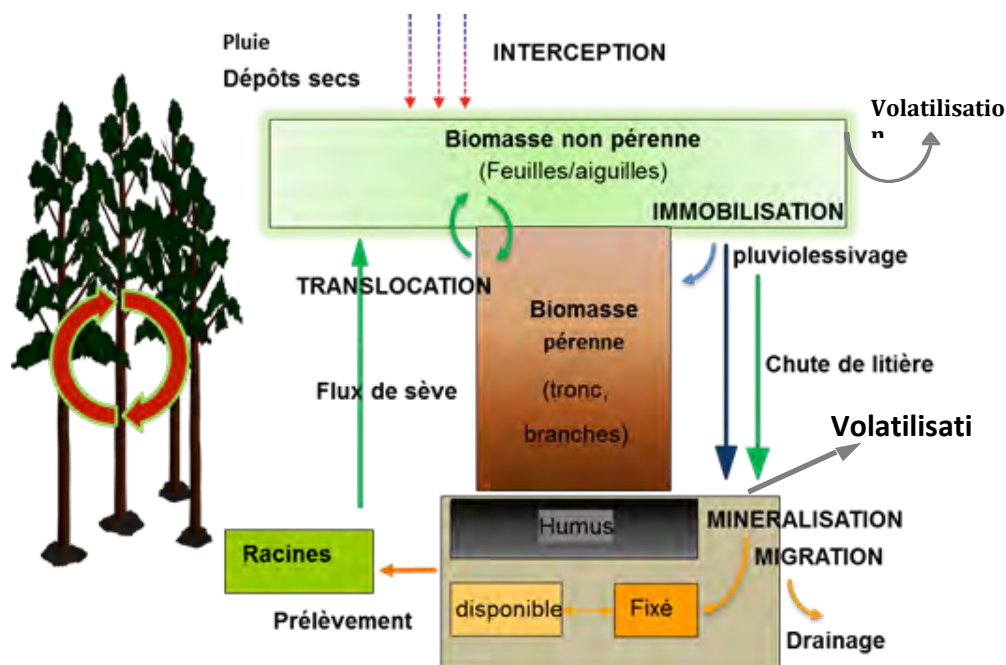 Pluie
INTERCEPTION
Dépôts secs
Volatilisatio
n
Biomasse non pérenne
(Feuilles/aiguilles)
IMMOBILISATION
pluviolessivage
TRANSLOCATION
Biomasse
pérenne
(tronc,
branches)
Flux de sève
Chute de litière
Volatilisati
Humus
MINERALISATION
MIGRATION
Racines
disponible
Fixé
Prélèvement
Drainage